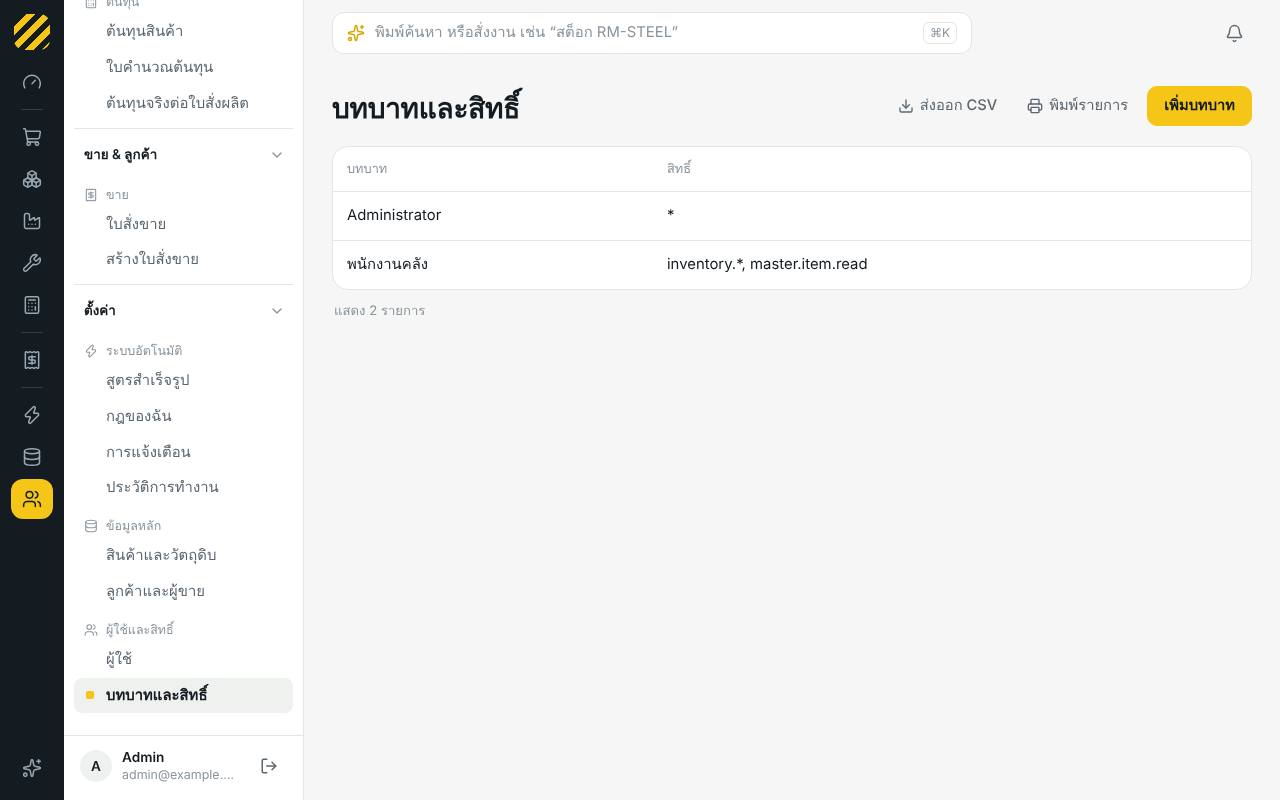 ต้นทุน
ต้นทุนสินค้า
ใบคำนวณต้นทุน
ต้นทุนจริงต่อใบสั่งผลิต
ขาย & ลูกค้า
ขาย
ใบสั่งขาย
สร้างใบสั่งขาย
ตั้งค่า
ระบบอัตโนมัติ
สูตรสำเร็จรูป
กฎของฉัน
การแจ้งเตือน
ประวัติการทำงาน
ข้อมูลหลัก
สินค้าและวัตถุดิบ
ลูกค้าและผู้ขาย
ผู้ใช้และสิทธิ์
ผู้ใช้
บทบาทและสิทธิ์
A
Admin
admin@example....
พิมพ์ค้นหา หรือสั่งงาน เช่น “สต็อก RM-STEEL”
⌘K
บทบาทและสิทธิ์
ส่งออก CSV
พิมพ์รายการ
เพิ่มบทบาท
บทบาท สิทธิ์
Administrator *
พนักงานคลัง inventory.*, master.item.read
แสดง 2 รายการ